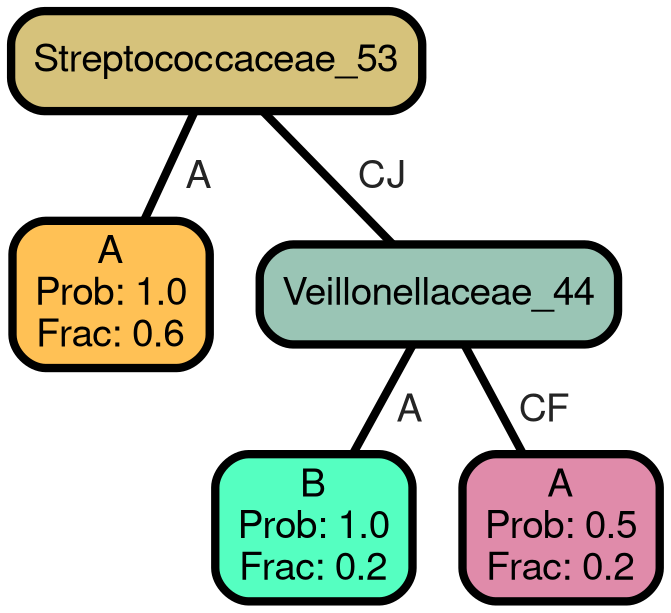 Streptococcaceae_53
A
CJ
A
Prob: 1.0
Frac: 0.6
Veillonellaceae_44
A
CF
B
Prob: 1.0
Frac: 0.2
A
Prob: 0.5
Frac: 0.2